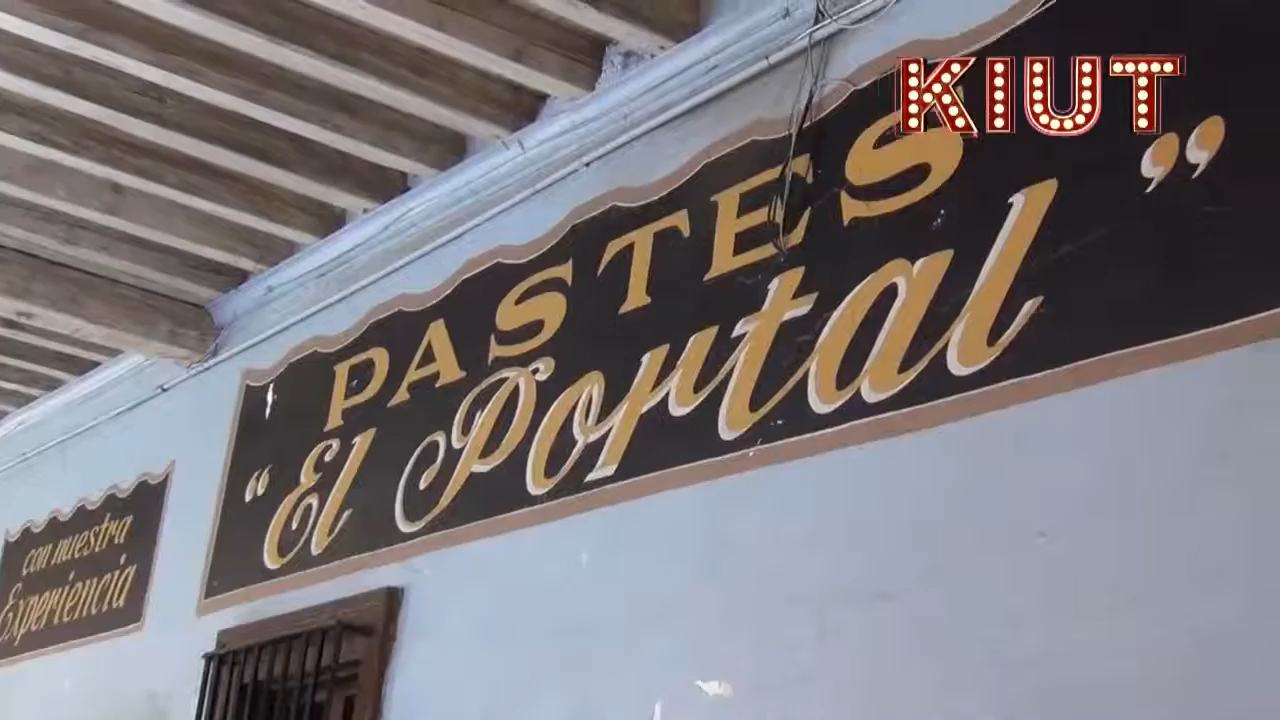 KIUT
PASTES
“El Portal”
con nuestra
Experiencia